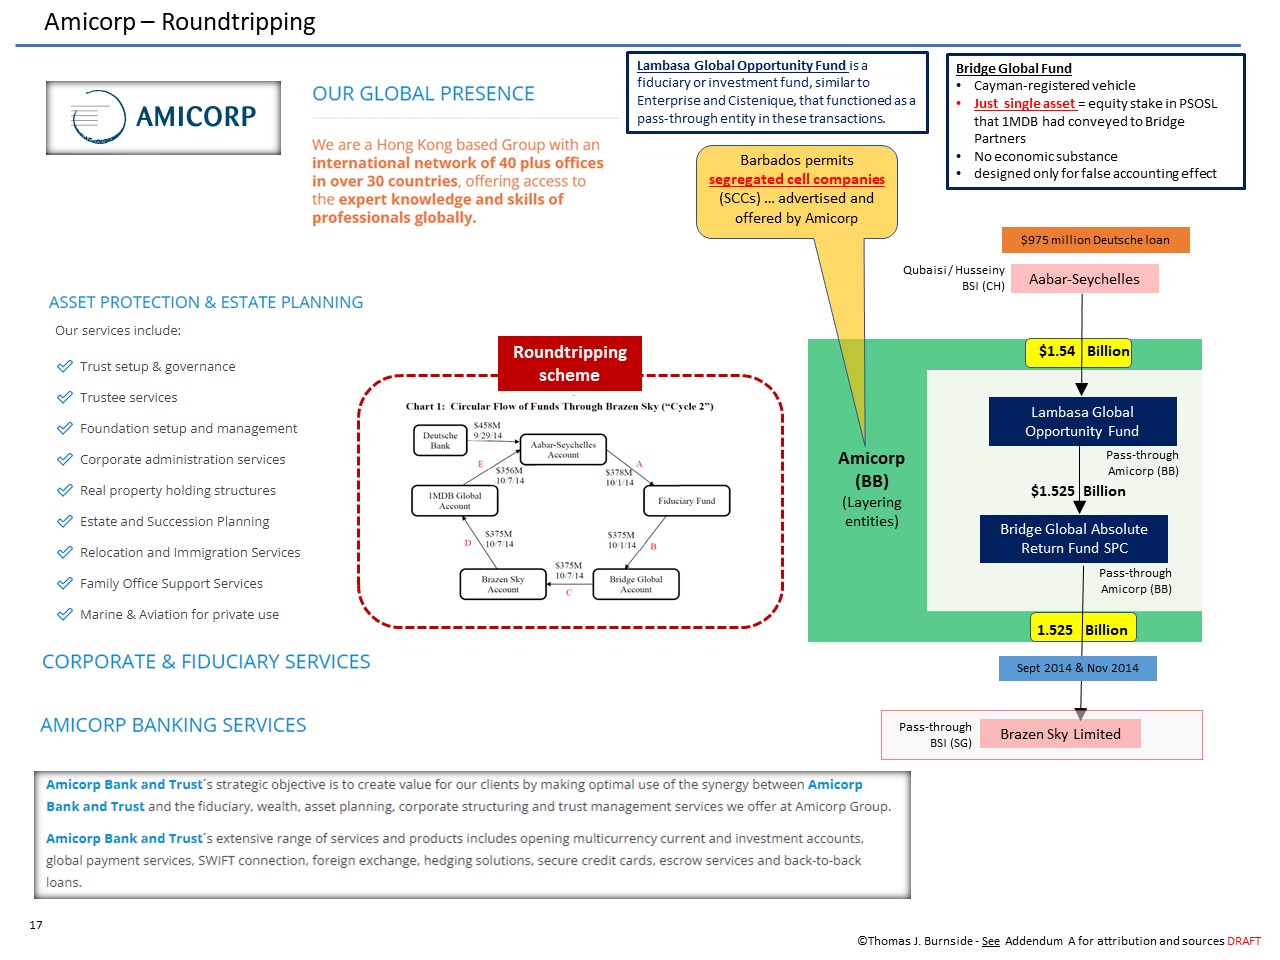 Amicorp – Roundtripping
AMICORP
OUR GLOBAL PRESENCE
We are a Hong Kong based Group with an
international network of 40 plus offices
in over 30 countries, offering access to
the expert knowledge and skills of
professionals globally.
Lambasa Global Opportunity Fund is a
fiduciary or investment fund, similar to
Enterprise and Cistenique, that functioned as a
pass-through entity in these transactions.
Bridge Global Fund
• Cayman-registered vehicle
• Just single asset = equity stake in PSOSL
that 1MDB had conveyed to Bridge
Partners
• No economic substance
• designed only for false accounting effect
Barbados permits
segregated cell companies
(SCCs) ... advertised and
offered by Amicorp
ASSET PROTECTION & ESTATE PLANNING
Our services include:
Trust setup & governance
Trustee services
Foundation setup and management
Corporate administration services
Real property holding structures
Estate and Succession Planning
Relocation and Immigration Services
Family Office Support Services
Marine & Aviation for private use
CORPORATE & FIDUCIARY SERVICES
AMICORP BANKING SERVICES
Roundtripping
scheme
Chart 1: Circular Flow of Funds Through Brazen Sky ("Cycle 2")
Deutsche
Bank
$458M
9/29/14
Aabar-Seychelles
Account
E
$356M
10/7/14
A
$378M
10/1/14
1MDB Global
Account
Fiduciary Fund
D
$375M
10/7/14
$375M
10/1/14
B
Brazen Sky
Account
$375M
10/7/14
C
Bridge Global
Account
$975 million Deutsche loan
Qubaisi / Husseiny
BSI (CH)
Aabar-Seychelles
$1.54 Billion
Lambasa Global
Opportunity Fund
Pass-through
Amicorp (BB)
$1.525 Billion
Amicorp
(BB)
(Layering
entities)
Bridge Global Absolute
Return Fund SPC
Pass-through
Amicorp (BB)
1.525 Billion
Sept 2014 & Nov 2014
Pass-through
BSI (SG)
Brazen Sky Limited
Amicorp Bank and Trust´s strategic objective is to create value for our clients by making optimal use of the synergy between Amicorp
Bank and Trust and the fiduciary, wealth, asset planning, corporate structuring and trust management services we offer at Amicorp Group.
Amicorp Bank and Trust´s extensive range of services and products includes opening multicurrency current and investment accounts,
global payment services, SWIFT connection, foreign exchange, hedging solutions, secure credit cards, escrow services and back-to-back
loans.
17
©Thomas J. Burnside - See Addendum A for attribution and sources DRAFT